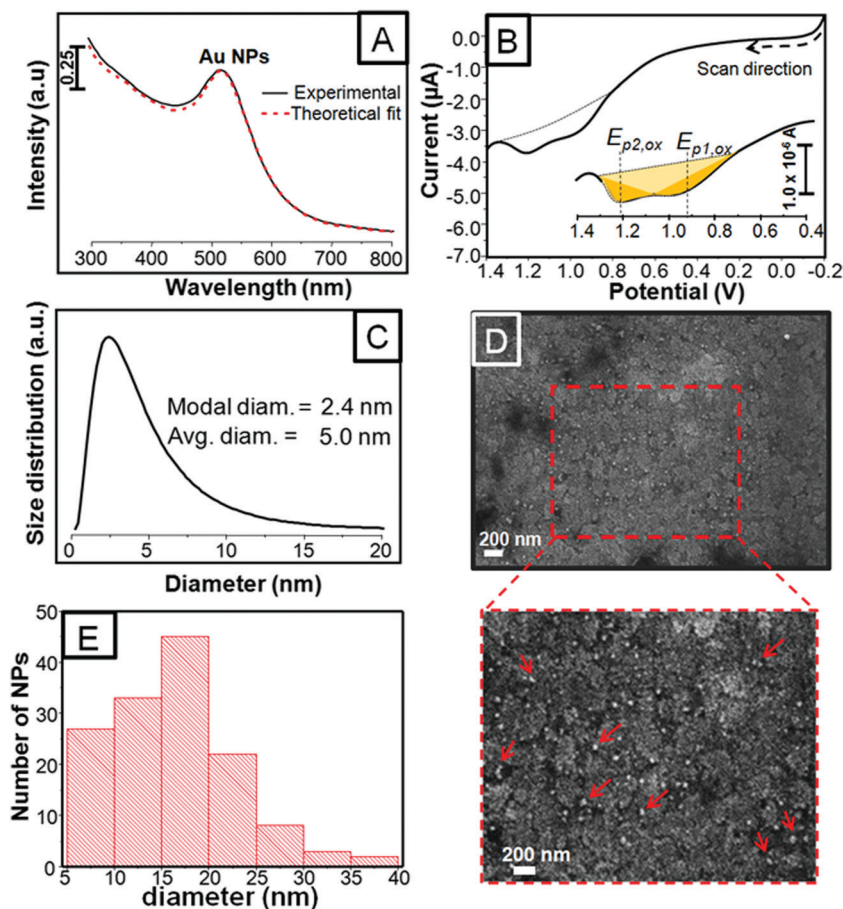 A
0.25
Au NPs
Experimental
Theoretical fit
Intensity (a.u)
300 400 500 600 700 800
Wavelength (nm)
B
0.0
-1.0
-2.0
-3.0
-4.0
-5.0
-6.0
-7.0
Current (µA)
Scan direction
Ep2,ox Ep1,ox
1.0 x 10-6 A
1.4 1.2 1.0 0.8 0.6 0.4
1.4 1.2 1.0 0.6 0.4 0.0 -0.2
Potential (V)
C
Size distribution (a.u.)
Modal diam. = 2.4 nm
Avg. diam. = 5.0 nm
0 5 10 15 20
Diameter (nm)
D
200 nm
200 nm
E
50
40
30
20
10
0
Number of NPs
5 10 15 20 25 30 35 40
diameter (nm)